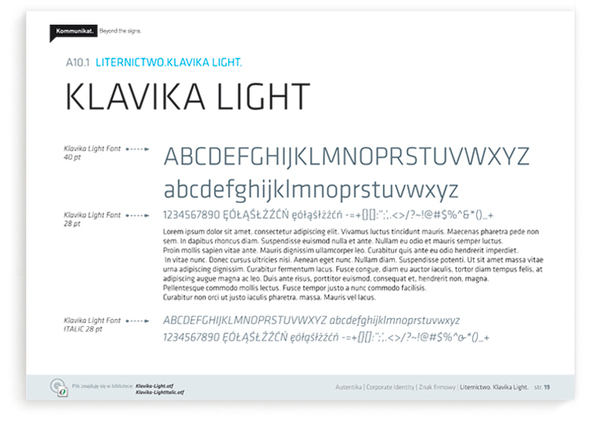 Kommunikat. Beyond the signs.
A10.1 LITERNICTWO.KLAVIKA LIGHT.
KLAVIKA LIGHT
Klavika Light Font
40 pt
ABCDEFGHIJKLMNOPRSTUVWXYZ
abcdefghijklmnoprstuvwxyz
Klavika Light Font
28 pt
1234567890 ĘÓŁĄŚŁŻŹĆŃ ęółąśłżźćń -=+{}[]:";'.<>/?~!@#$%^&*()_+
Lorem ipsum dolor sit amet, consectetur adipiscing elit. Vivamus luctus tincidunt mauris. Maecenas pharetra pede non
sem. In dapibus rhoncus diam. Suspendisse euismod nulla et ante. Nullam eu odio et mauris semper luctus.
Proin mollis sapien vitae ante. Mauris dignissim ullamcorper leo. Curabitur quis ante eu odio hendrerit imperdiet.
In vitae nunc. Donec cursus ultricies nisi. Aenean eget nunc. Nullam diam. Suspendisse potenti. Ut sit amet massa vitae
urna adipiscing dignissim. Curabitur fermentum lacus. Fusce congue, diam eu auctor iaculis, tortor diam tempus felis, at
adipiscing augue magna ac leo. Duis ante risus, porttitor euismod, consequat et, hendrerit non, magna.
Pellentesque commodo mollis lectus. Fusce tempor justo a nunc commodo facilisis.
Curabitur non orci ut justo iaculis pharetra. massa. Mauris vel lacus.
Klavika Light Font
ITALIC 28 pt
ABCDEFGHIJKLMNOPRSTUVWXYZ abcdefghijklmnoprstuvwxyz
1234567890 ĘÓŁĄŚŁŻŹĆŃ ęółąśłżźćń -=+{}[]:";'.<>/?~!@#$%^&*()_+
Plik znajduję się w bibliotece: Klavika-Light.otf
Klavika-LightItalic.otf
Autentika | Corporate Identity | Znak firmowy | Liternictwo. Klavika Light. str. 19